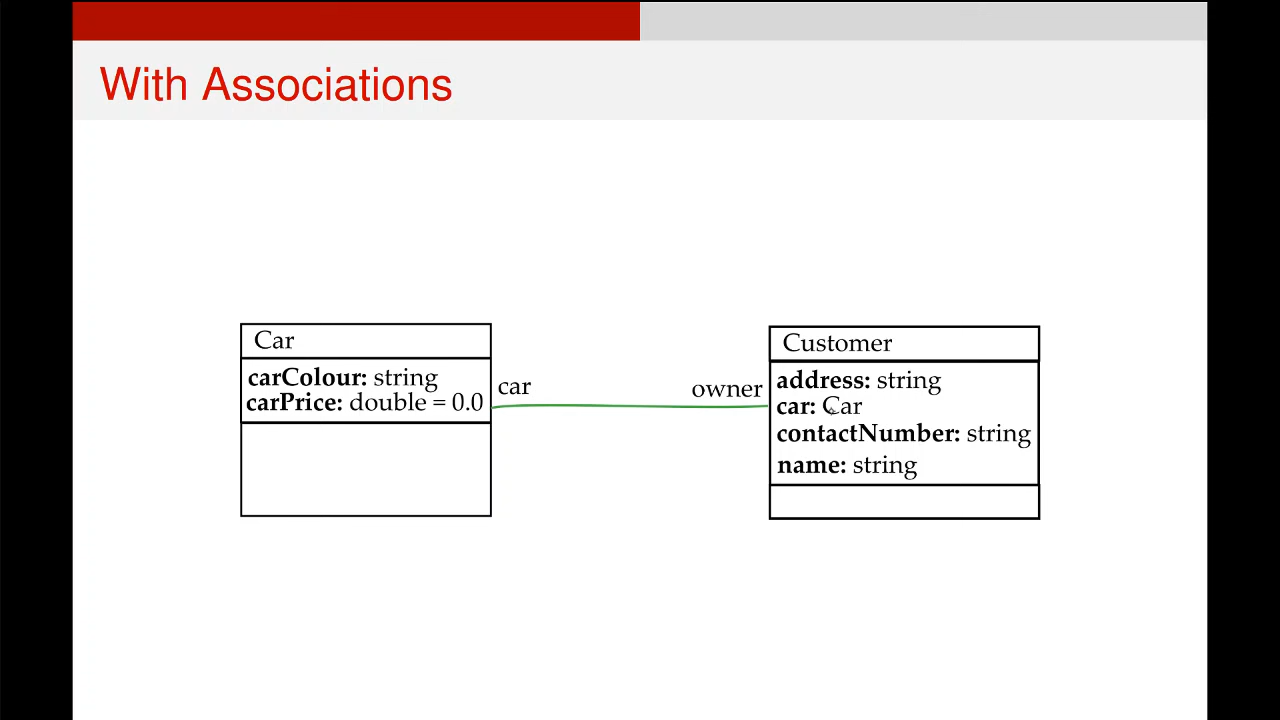 With Associations
Car
carColour: string
carPrice: double = 0.0
car
owner
Customer
address: string
car: Car
contactNumber: string
name: string